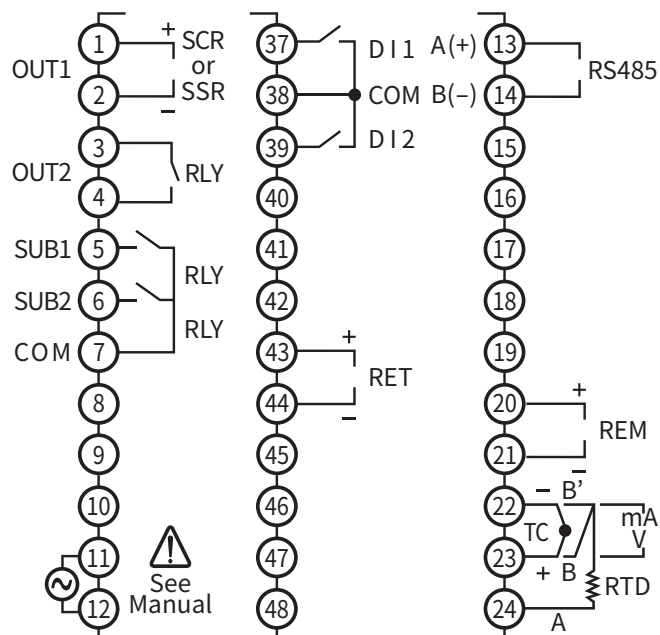 1
+
SCR
OUT1
or
2
SSR
–
3
OUT2
RLY
4
SUB1
5
RLY
SUB2
6
RLY
COM
7
8
9
10
11
12
See
Manual
37
DI1
38
COM
39
DI2
40
41
42
43
+
RET
44
–
45
46
47
48
A(+)
13
RS485
B(–)
14
15
16
17
18
19
20
+
REM
21
–
22
– B'
mA
TC
V
23
+ B
RTD
24
A